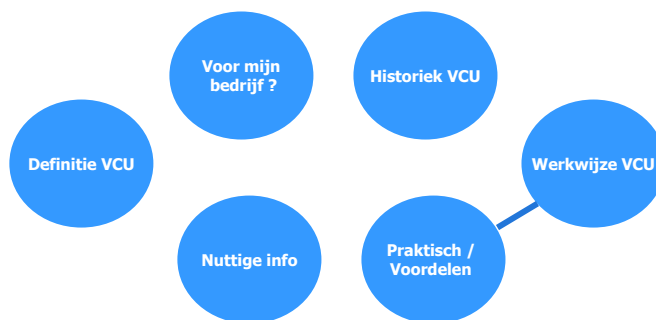 Voor mijn
bedrijf ?
Historiek VCU
Definitie VCU
Werkwijze VCU
Nuttige info
Praktisch /
Voordelen